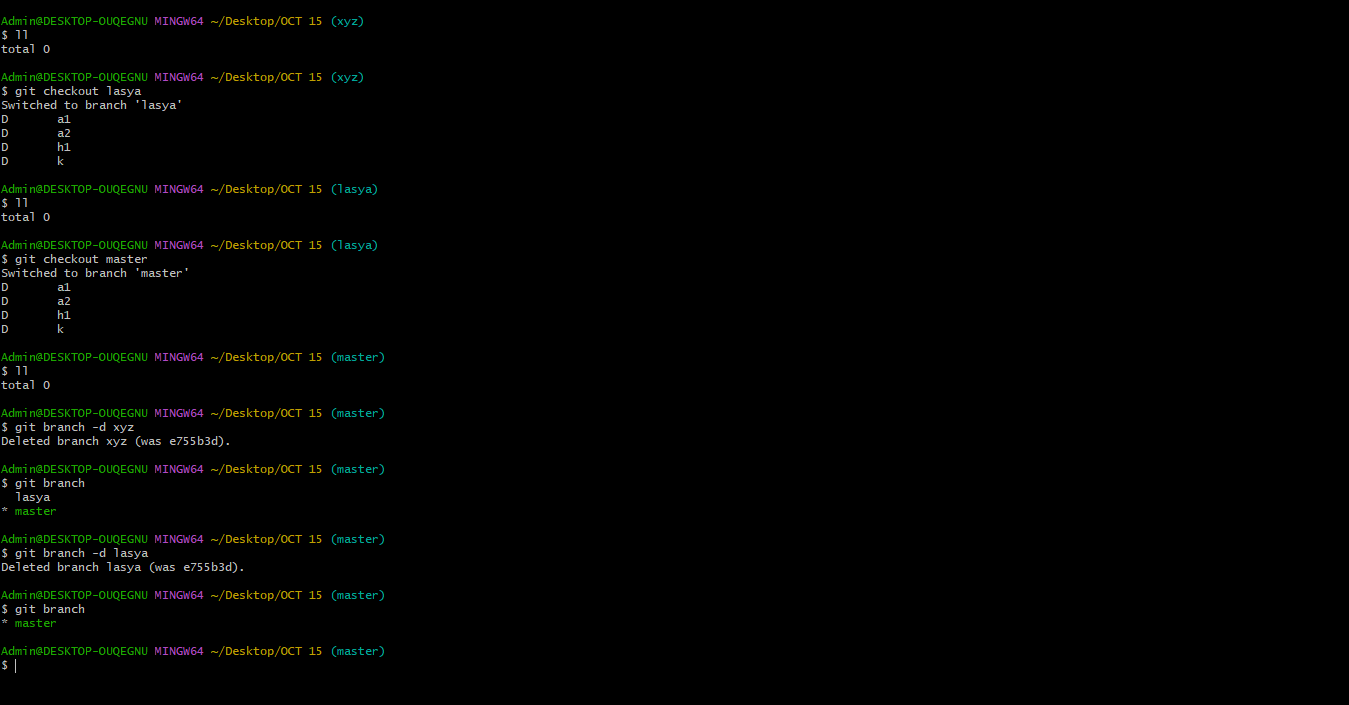 Admin@DESKTOP-OUQEGNU MINGW64 ~/Desktop/OCT 15 (xyz)
$ ll
total 0
Admin@DESKTOP-OUQEGNU MINGW64 ~/Desktop/OCT 15 (xyz)
$ git checkout lasya
Switched to branch 'lasya'
D       a1
D       a2
D       h1
D       k
Admin@DESKTOP-OUQEGNU MINGW64 ~/Desktop/OCT 15 (lasya)
$ ll
total 0
Admin@DESKTOP-OUQEGNU MINGW64 ~/Desktop/OCT 15 (lasya)
$ git checkout master
Switched to branch 'master'
D       a1
D       a2
D       h1
D       k
Admin@DESKTOP-OUQEGNU MINGW64 ~/Desktop/OCT 15 (master)
$ ll
total 0
Admin@DESKTOP-OUQEGNU MINGW64 ~/Desktop/OCT 15 (master)
$ git branch -d xyz
Deleted branch xyz (was e755b3d).
Admin@DESKTOP-OUQEGNU MINGW64 ~/Desktop/OCT 15 (master)
$ git branch
  lasya
* master
Admin@DESKTOP-OUQEGNU MINGW64 ~/Desktop/OCT 15 (master)
$ git branch -d lasya
Deleted branch lasya (was e755b3d).
Admin@DESKTOP-OUQEGNU MINGW64 ~/Desktop/OCT 15 (master)
$ git branch
* master
Admin@DESKTOP-OUQEGNU MINGW64 ~/Desktop/OCT 15 (master)
$